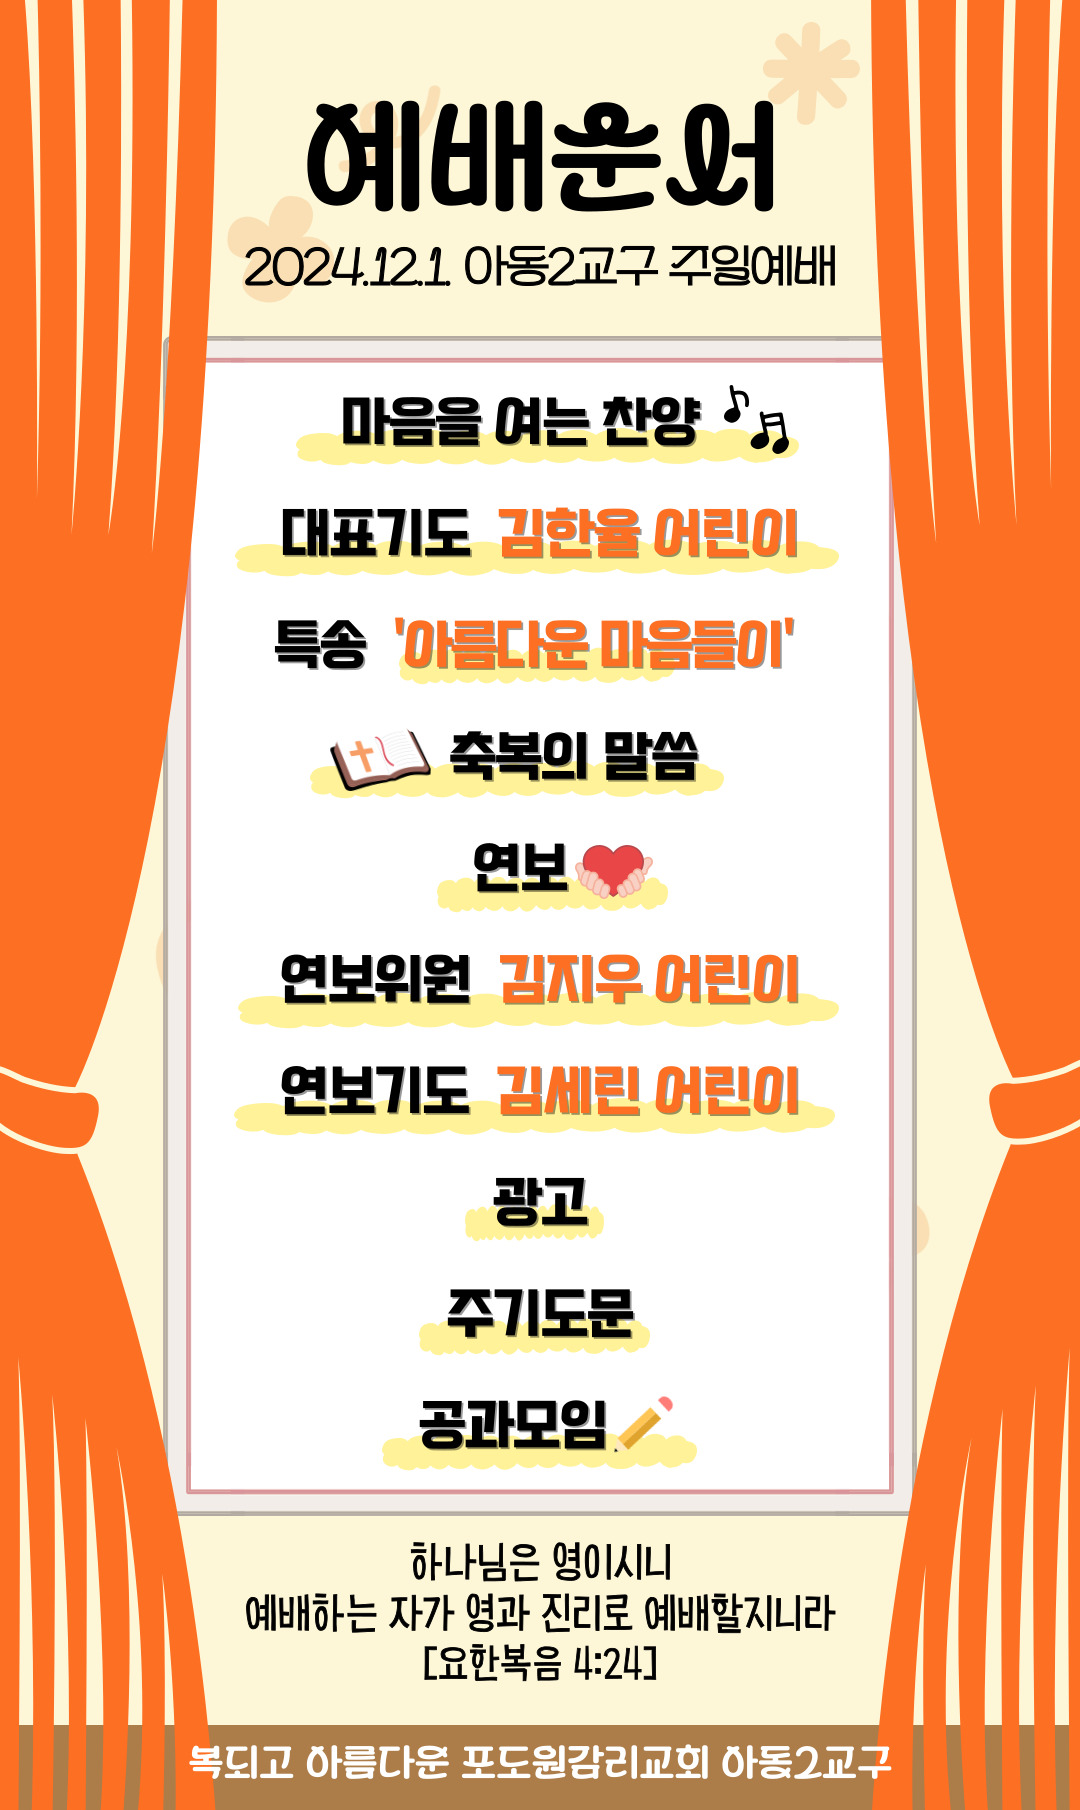 예배윤서
2024.12.1. 아동2교구 주일예배
마음을 여는 찬양
대표기도 김한율 어린이
특송 '아름다운 마음들이'
축복의 말씀
연보
연보위원 김지우 어린이
연보기도 김세린 어린이
광고
주기도문
공과모임
하나님은 영이시니
예배하는 자가 영과 진리로 예배할지니라
[요한복음 4:24]
복되고 아름다운 포도원감리교회 아동2교구